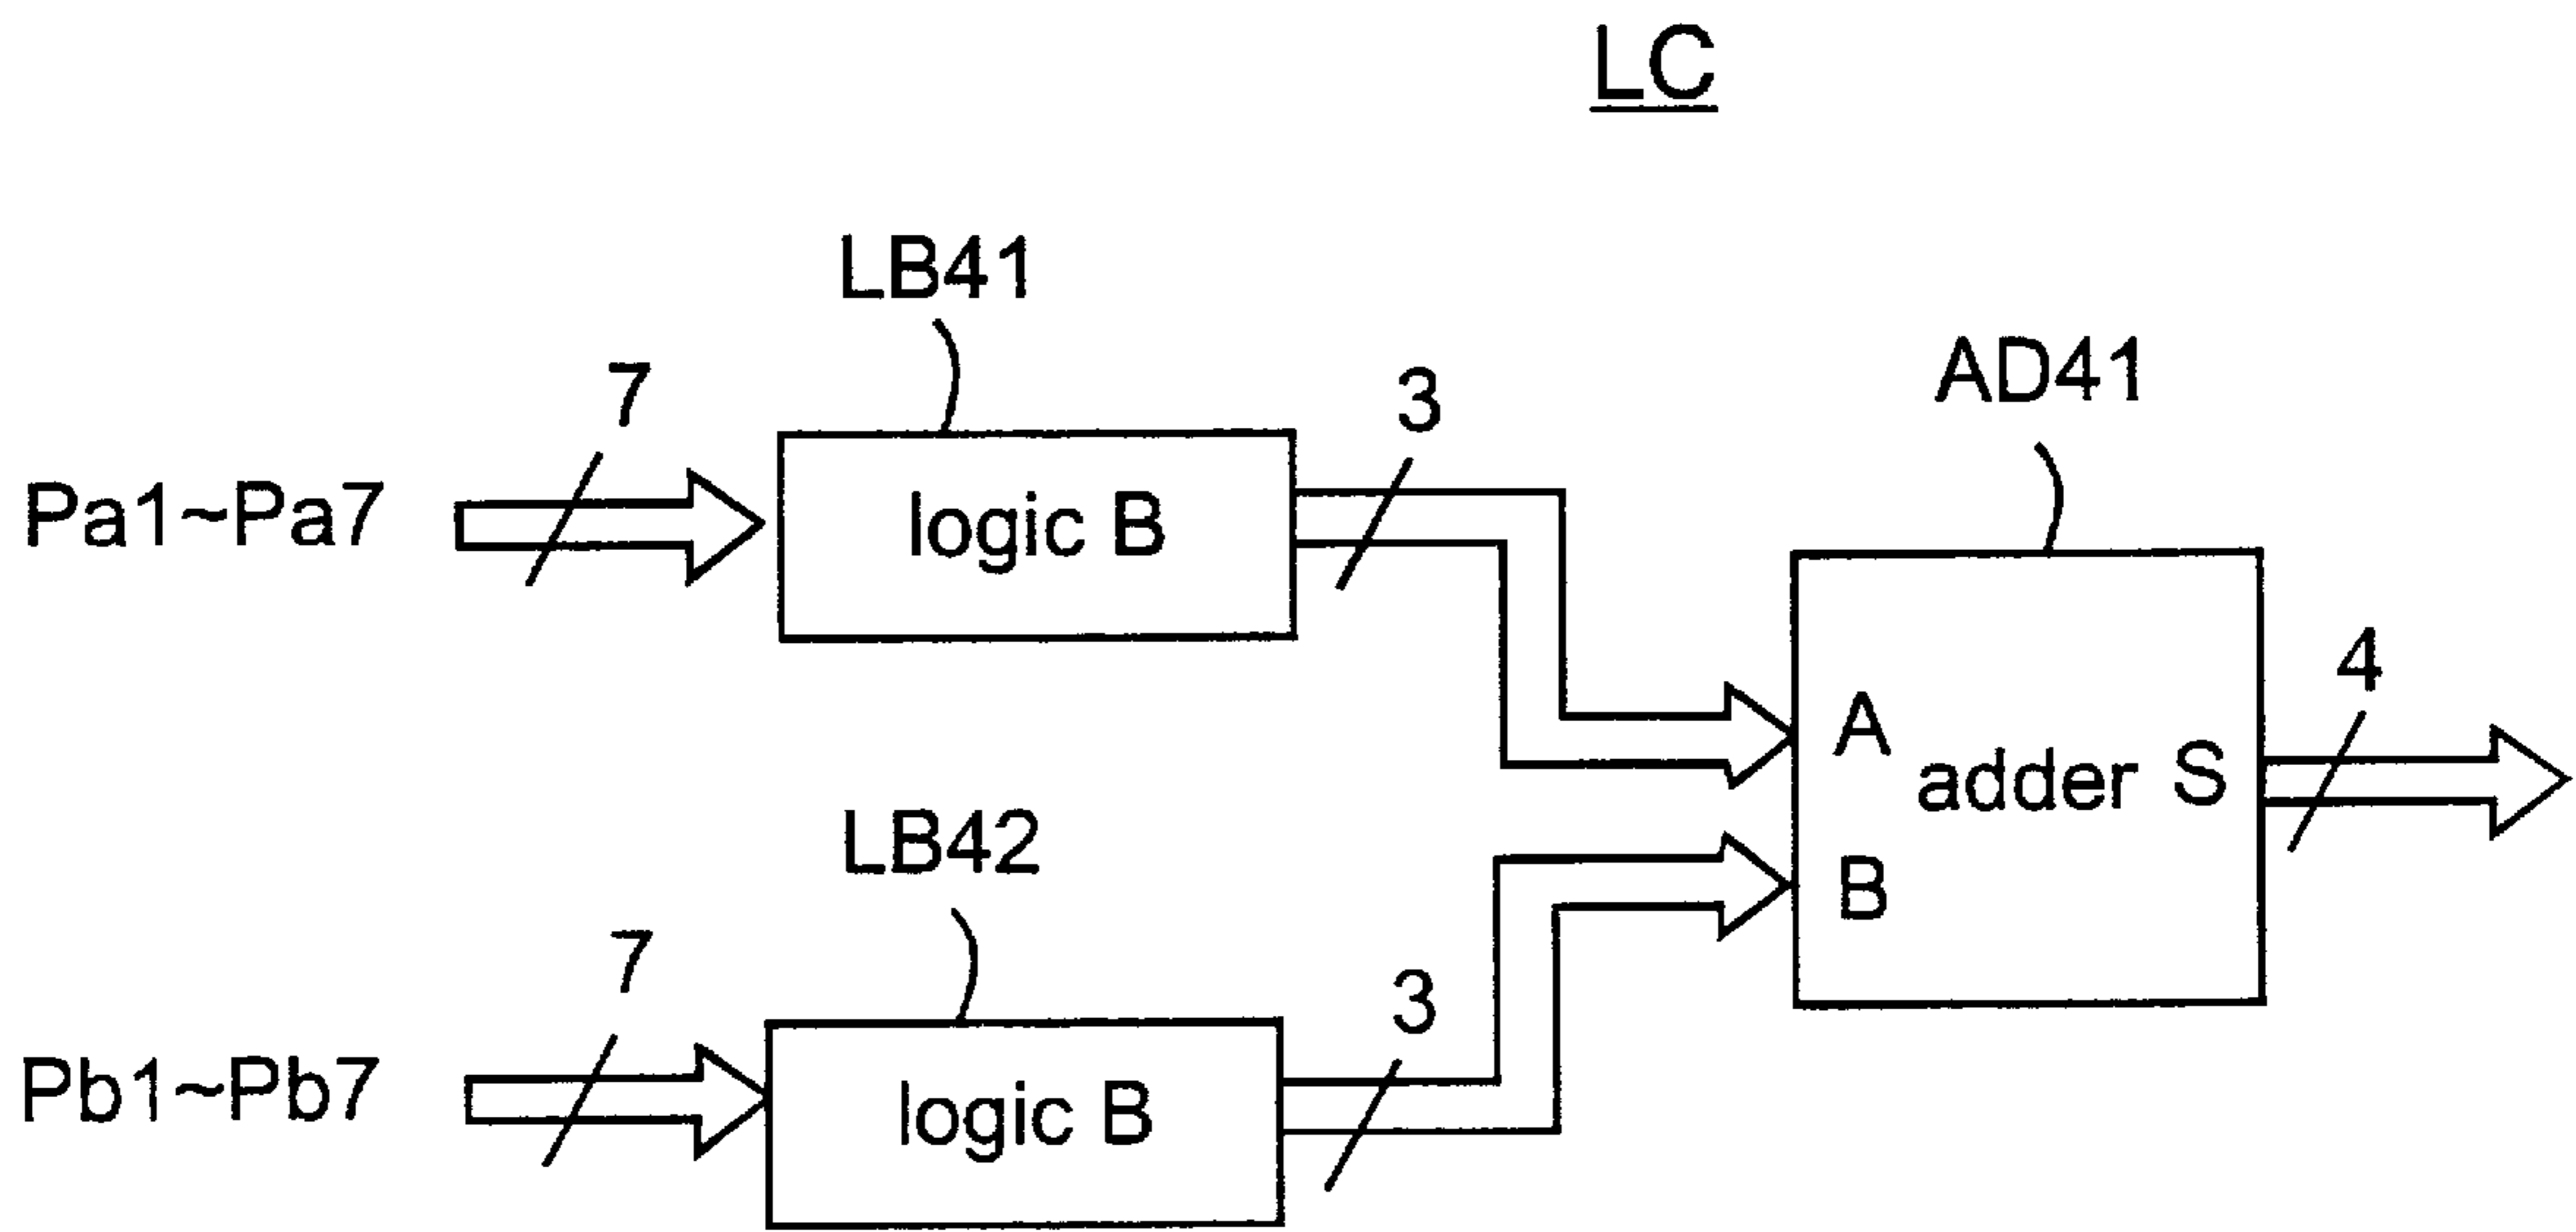 LC
LB41
AD41
7
3
Pa1~Pa7
logic B
4
A
adder S
B
LB42
7
3
Pb1~Pb7
logic B